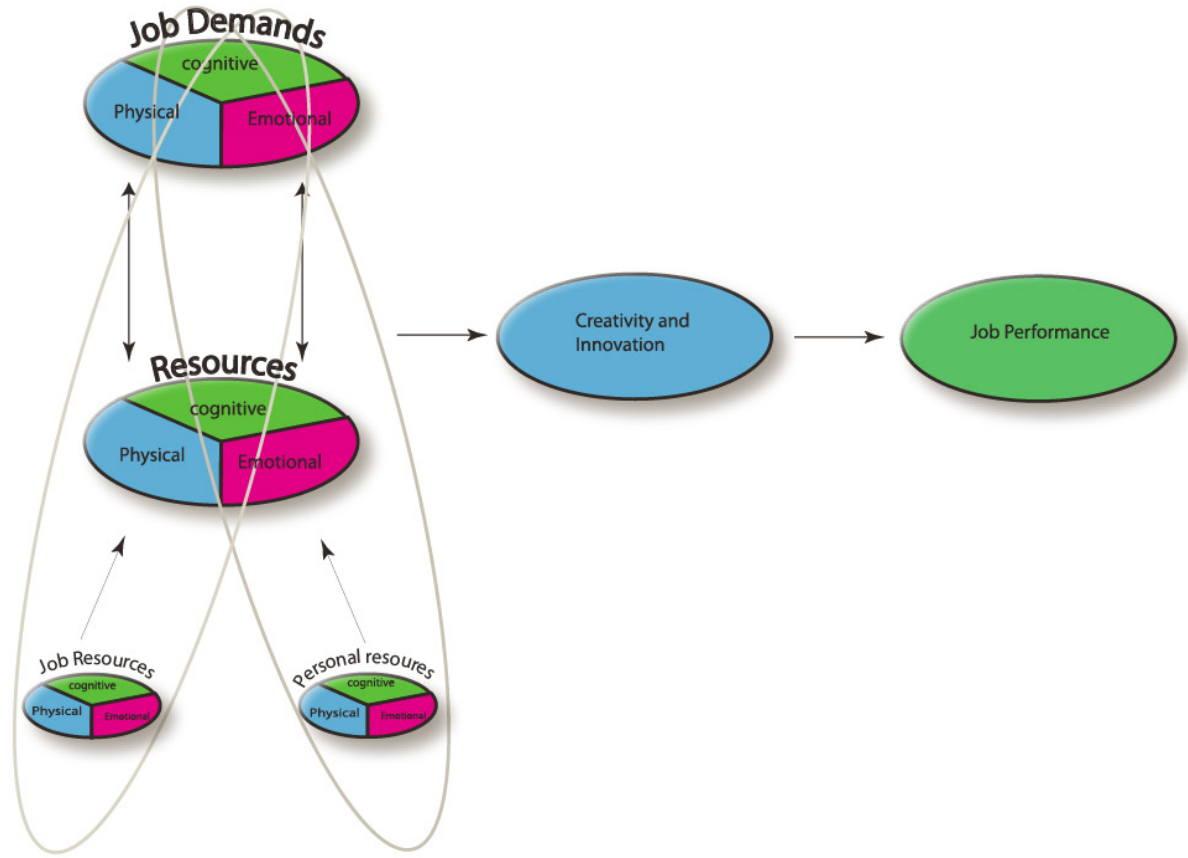 Job Demands
cognitive
Physical
Emotional
Resources
cognitive
Physical
Emotional
Creativity and
Innovation
Job Performance
Job Resources
cognitive
Physical
Emotional
Personal resoures
cognitive
Physical
Emotional